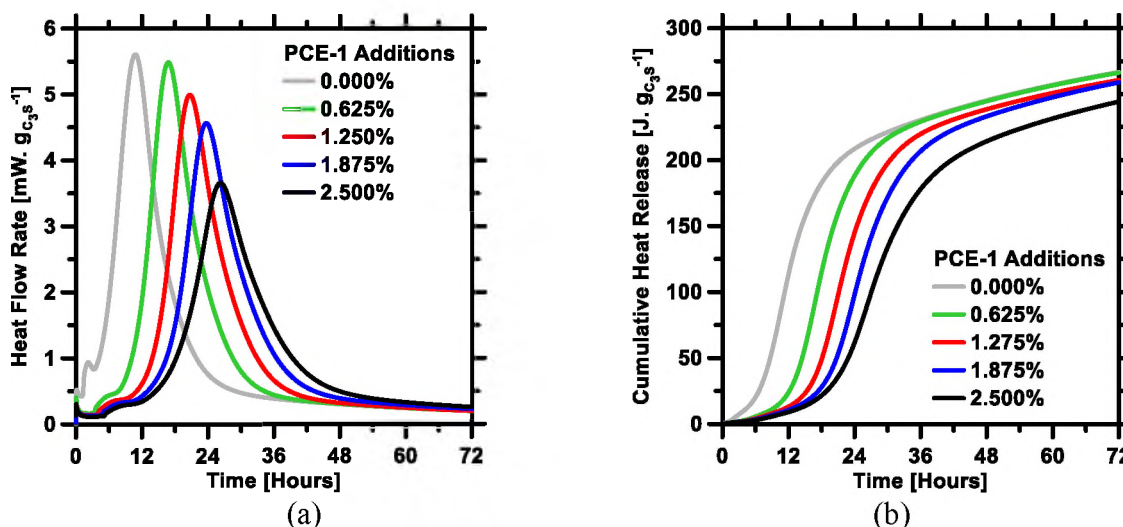 6
5
4
3
2
1
0
Heat Flow Rate [mW. g_C₃S⁻¹]
PCE-1 Additions
0.000%
0.625%
1.250%
1.875%
2.500%
0 12 24 36 48 60 72
Time [Hours]
(a)
300
250
200
150
100
50
0
Cumulative Heat Release [J. g_C₃S⁻¹]
PCE-1 Additions
0.000%
0.625%
1.275%
1.875%
2.500%
0 12 24 36 48 60 72
Time [Hours]
(b)